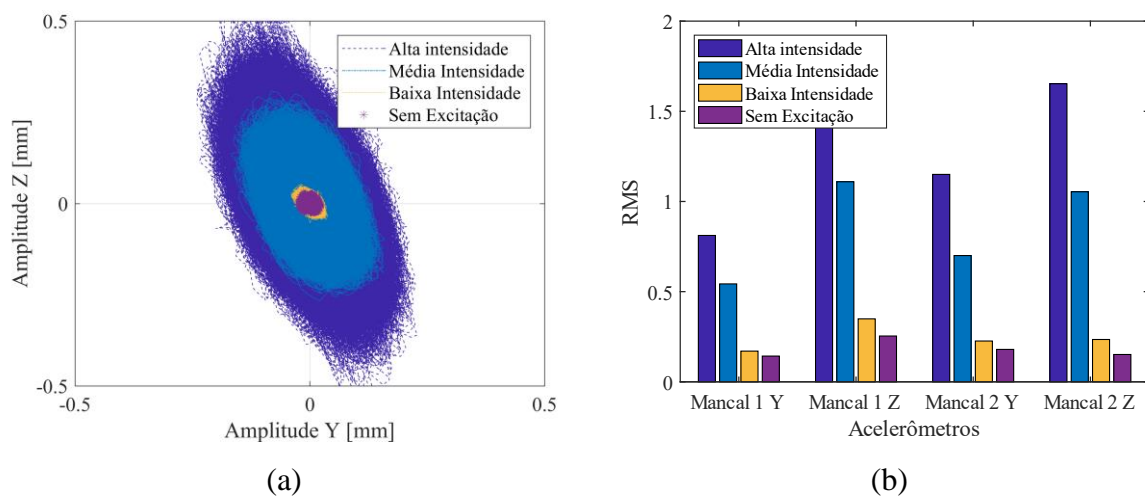 0.5
Alta intensidade
Média Intensidade
Baixa Intensidade
Sem Excitação
Amplitude Z [mm]
0
-0.5
-0.5
0
0.5
Amplitude Y [mm]
(a)
2
Alta intensidade
Média Intensidade
Baixa Intensidade
Sem Excitação
1.5
RMS
1
0.5
0
Mancal 1 Y
Mancal 1 Z
Mancal 2 Y
Mancal 2 Z
Acelerômetros
(b)